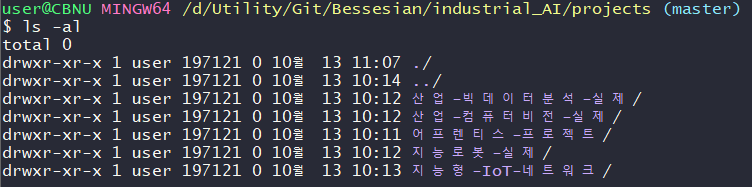 user@CBNU MINGW64 /d/Utility/Git/Bessesian/industrial_AI/projects (master)
$ ls -al
total 0
drwxr-xr-x 1 user 197121 0 10월 13 11:07 ./
drwxr-xr-x 1 user 197121 0 10월 13 10:14 ../
drwxr-xr-x 1 user 197121 0 10월 13 10:12 산업-빅데이터분석-실제/
drwxr-xr-x 1 user 197121 0 10월 13 10:12 산업-컴퓨터비전-실제/
drwxr-xr-x 1 user 197121 0 10월 13 10:11 어프렌티스-프로젝트/
drwxr-xr-x 1 user 197121 0 10월 13 10:12 지능로봇-실제/
drwxr-xr-x 1 user 197121 0 10월 13 10:13 지능형-IoT-네트워크/